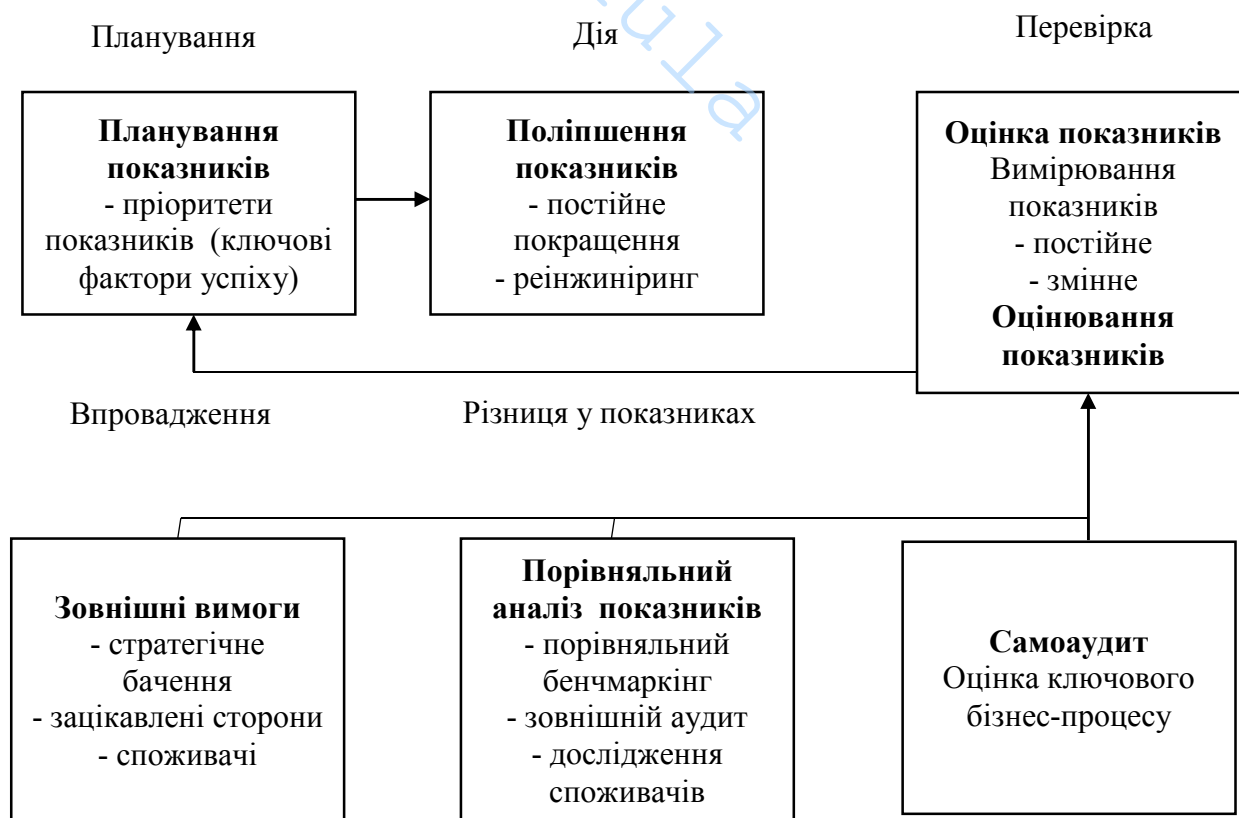 Планування
Дія
Перевірка
Планування
показників
- пріоритети
показників (ключові
фактори успіху)
Поліпшення
показників
- постійне
покращення
- реінжиніринг
Оцінка показників
Вимірювання
показників
- постійне
- змінне
Оцінювання
показників
Впровадження
Різниця у показниках
Зовнішні вимоги
- стратегічне
бачення
- зацікавлені сторони
- споживачі
Порівняльний
аналіз показників
- порівняльний
бенчмаркінг
- зовнішній аудит
- дослідження
споживачів
Самоаудит
Оцінка ключового
бізнес-процесу
ula